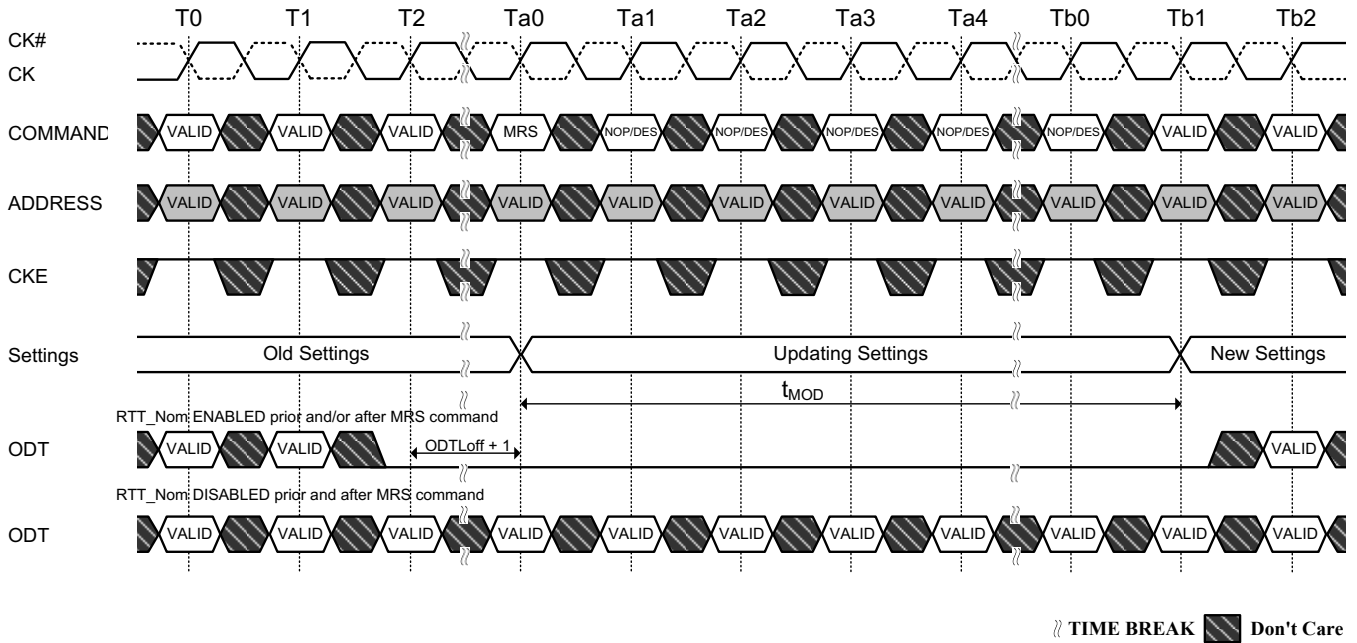 T0 T1 T2 Ta0 Ta1 Ta2 Ta3 Ta4 Tb0 Tb1 Tb2
CK#
CK
COMMAND VALID VALID VALID MRS NOP/DES NOP/DES NOP/DES NOP/DES NOP/DES VALID VALID
ADDRESS VALID VALID VALID VALID VALID VALID VALID VALID VALID VALID VALID
CKE
Settings Old Settings Updating Settings New Settings
tMOD
RTT_Nom ENABLED prior and/or after MRS command
ODT VALID VALID ODTLoff + 1 VALID
RTT_Nom DISABLED prior and after MRS command
ODT VALID VALID VALID VALID VALID VALID VALID VALID VALID VALID VALID
TIME BREAK Don't Care